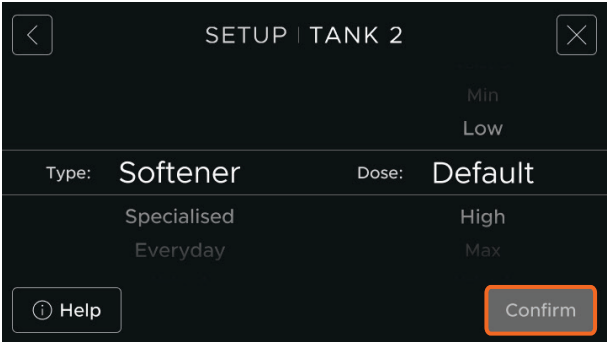 SETUP | TANK 2
Min
Low
Type: Softener Dose: Default
Specialised High
Everyday Max
Help Confirm